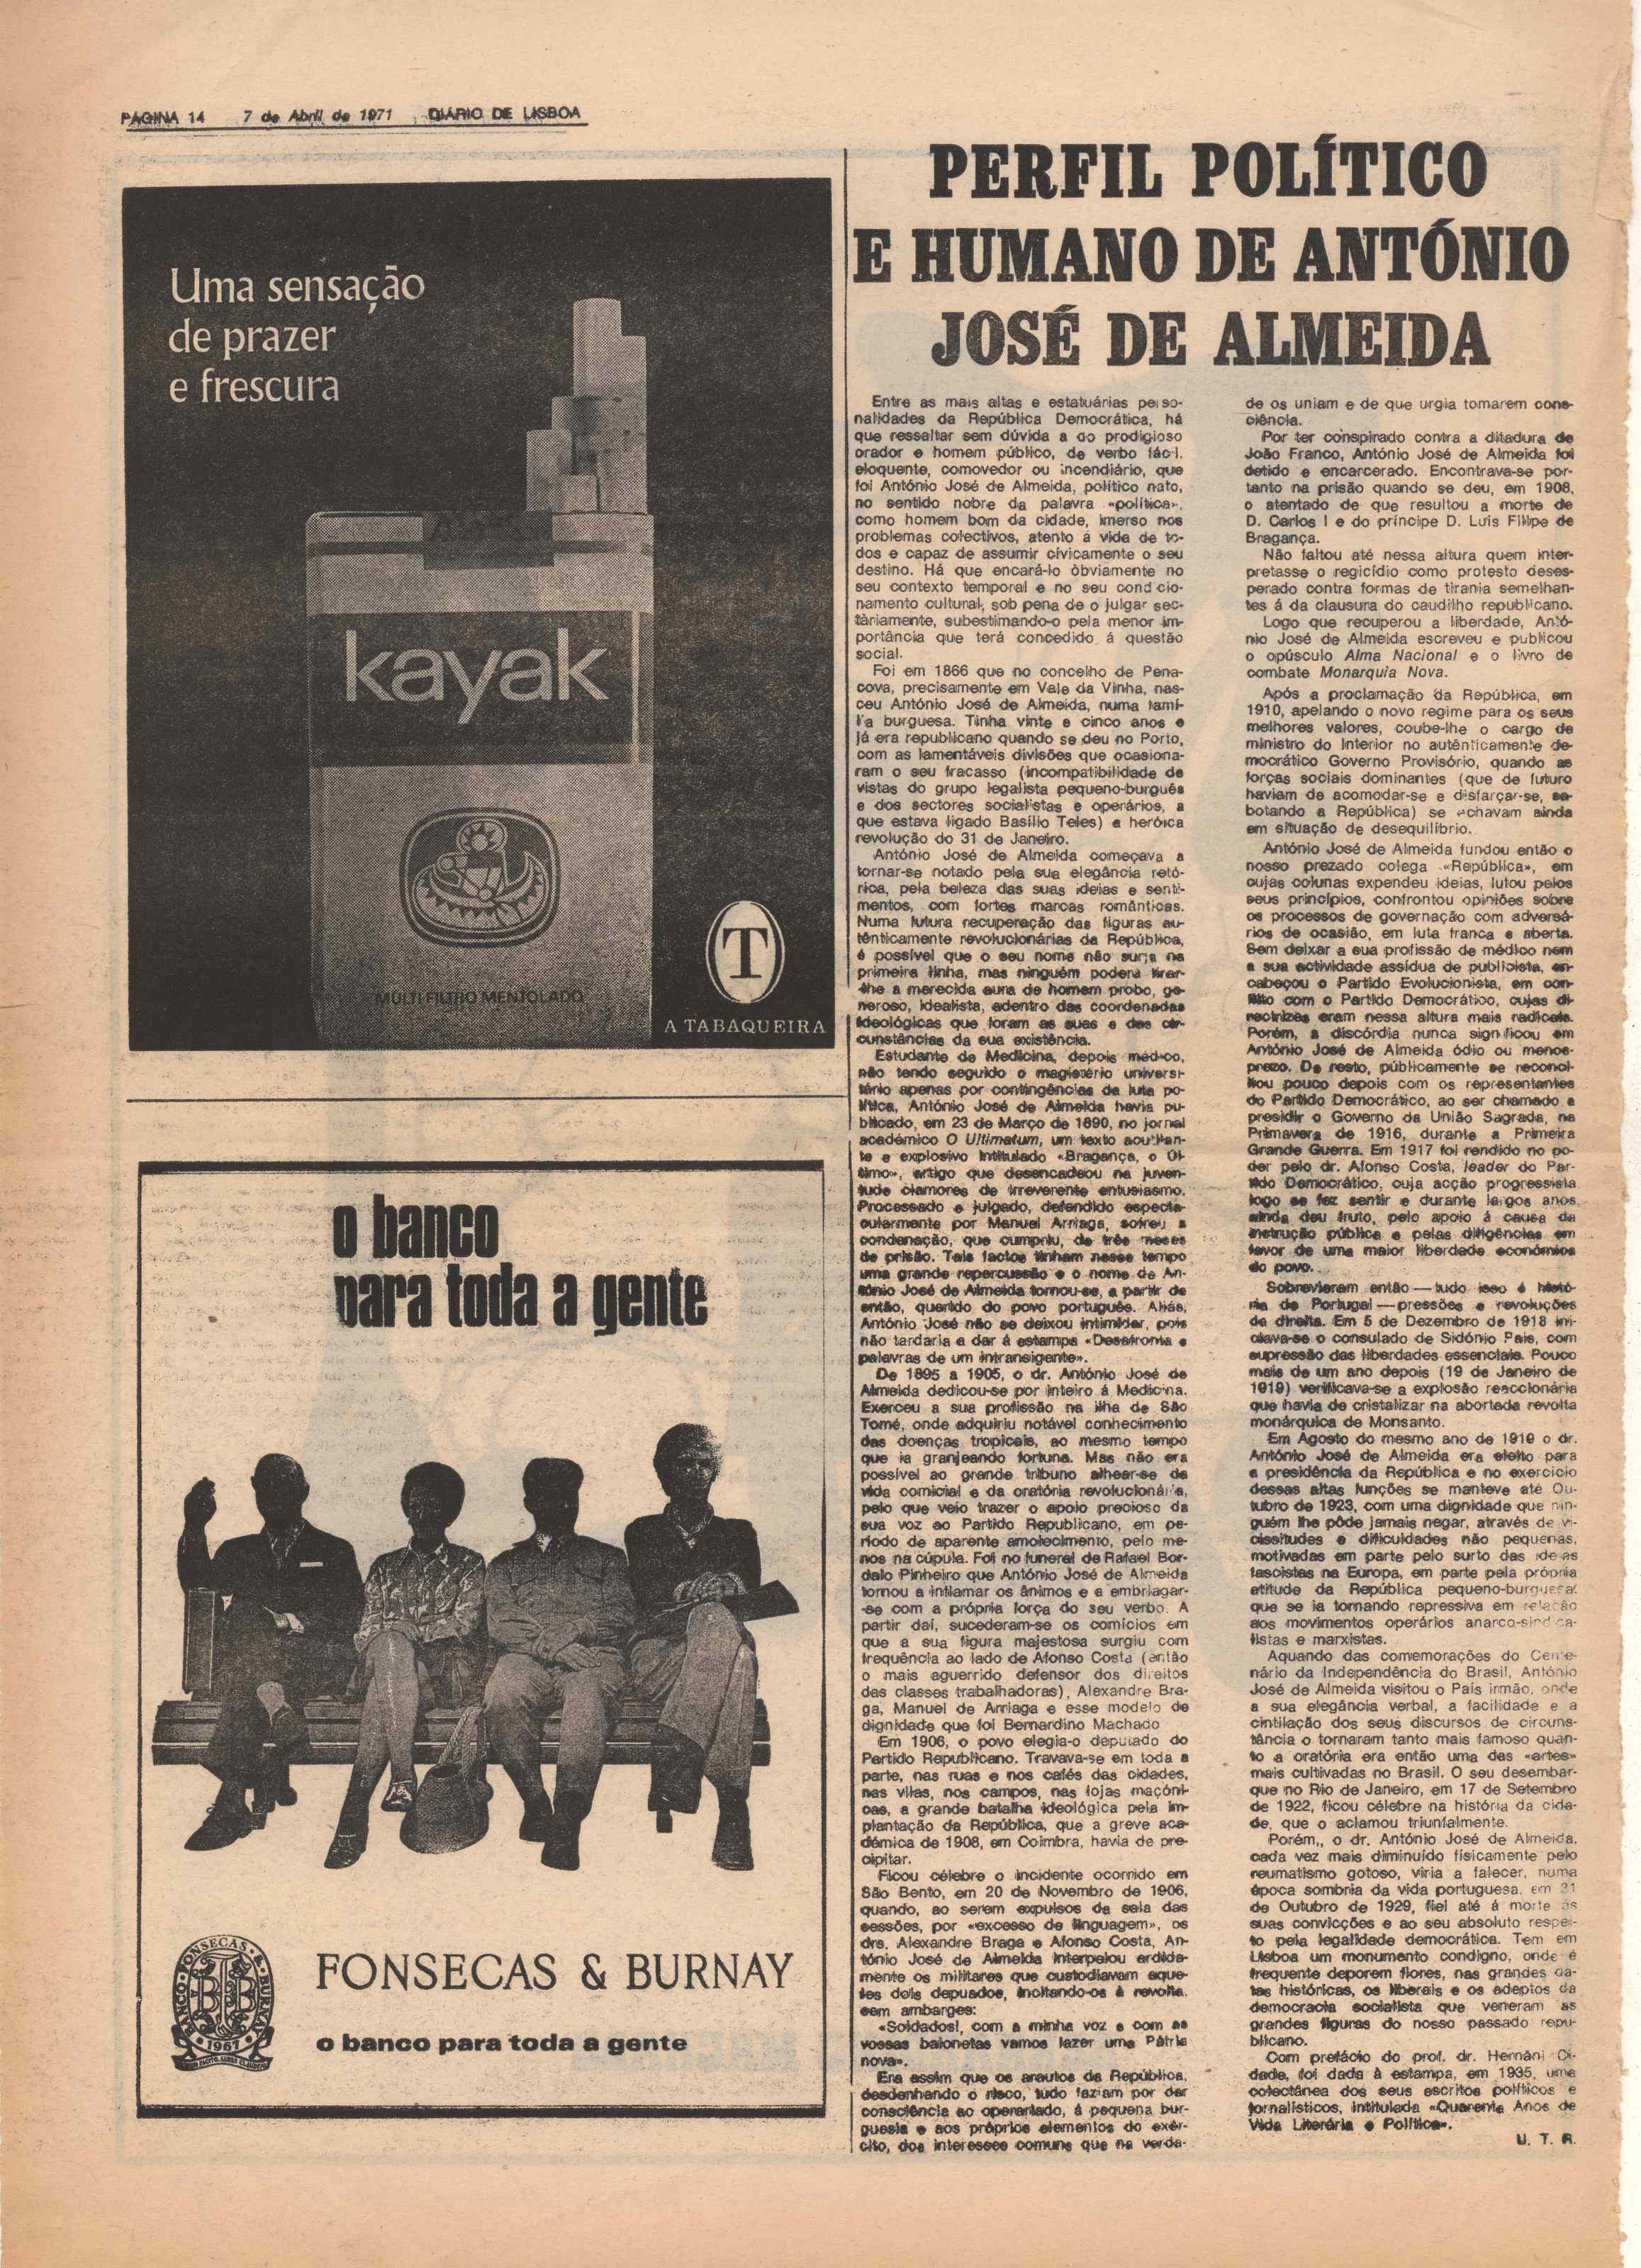 PÁGINA 14 7 de Abril de 1971 DIÁRIO DE LISBOA
Uma sensação
de prazer
e frescura
kayak
MULTIFILTRO MENTOLADO
T
A TABAQUEIRA
o banco
para toda a gente
BANCO FONSECAS & BURNAY
1967
FONSECAS & BURNAY
o banco para toda a gente
PERFIL POLÍTICO
E HUMANO DE ANTÓNIO
JOSÉ DE ALMEIDA
Entre as mais altas e estatuárias perso-
nalidades da República Democrática, há
que ressaltar sem dúvida a do prodigioso
orador e homem público, de verbo fácil,
eloquente, comovedor ou incendiário, que
foi António José de Almeida, político nato,
no sentido nobre da palavra «política»,
como homem bom da cidade, imerso nos
problemas colectivos, atento á vida de to-
dos e capaz de assumir civicamente o seu
destino. Há que encará-lo òbviamente no
seu contexto temporal e no seu condicio-
namento cultural, sob pena de o julgar sec-
tàriamente, subestimando-o pela menor im-
portância que terá concedido á questão
social.
Foi em 1866 que no concelho de Pena-
cova, precisamente em Vale da Vinha, nas-
ceu António José de Almeida, numa famí-
lia burguesa. Tinha vinte e cinco anos e
já era republicano quando se deu no Porto,
com as lamentáveis divisões que ocasiona-
ram o seu fracasso (incompatibilidade de
vistas do grupo legalista pequeno-burguês
e dos sectores socialistas e operários, a
que estava ligado Basílio Teles) a heróica
revolução do 31 de Janeiro.
António José de Almeida começava a
tornar-se notado pela sua elegância retó-
rica, pela beleza das suas ideias e senti-
mentos, com fortes marcas românticas.
Numa futura recuperação das figuras au-
tênticamente revolucionárias da República,
é possível que o seu nome não surja na
primeira linha, mas ninguém poderá tirar-
-lhe a merecida aura de homem probo, ge-
neroso, idealista, adentro das coordenadas
ideológicas que foram as suas e das cir-
cunstâncias da sua existência.
Estudante de Medicina, depois médico,
não tendo seguido o magistério universi-
tário apenas por contingências da luta po-
lítica, António José de Almeida havia pu-
blicado, em 23 de Março de 1890, no jornal
académico O Ultimatum, um texto acutilan-
te e explosivo intitulado «Bragança, o Úl-
timo», artigo que desencadeou na juven-
tude clamores de irreverente entusiasmo.
Processado e julgado, defendido especta-
cularmente por Manuel Arriaga, sofreu a
condenação, que cumpriu, de três meses
de prisão. Tais factos tinham nesse tempo
uma grande repercussão e o nome de An-
tónio José de Almeida tornou-se, a partir de
então, querido do povo português. Aliás,
António José não se deixou intimidar, pois
não tardaria a dar á estampa «Desafronta e
palavras de um intransigente».
De 1895 a 1905, o dr. António José de
Almeida dedicou-se por inteiro á Medicina.
Exerceu a sua profissão na ilha de São
Tomé, onde adquiriu notável conhecimento
das doenças tropicais, ao mesmo tempo
que ia granjeando fortuna. Mas não era
possível ao grande tribuno alhear-se da
vida comicial e da oratória revolucionária,
pelo que veio trazer o apoio precioso da
sua voz ao Partido Republicano, em pe-
ríodo de aparente amolecimento, pelo me-
nos na cúpula. Foi no funeral de Rafael Bor-
dalo Pinheiro que António José de Almeida
tornou a inflamar os ânimos e a embriagar-
-se com a própria força do seu verbo. A
partir daí, sucederam-se os comícios em
que a sua figura majestosa surgiu com
frequência ao lado de Afonso Costa (então
o mais aguerrido defensor dos direitos
das classes trabalhadoras), Alexandre Bra-
ga, Manuel de Arriaga e esse modelo de
dignidade que foi Bernardino Machado
Em 1906, o povo elegia-o deputado do
Partido Republicano. Travava-se em toda a
parte, nas ruas e nos cafés das cidades,
nas vilas, nos campos, nas lojas maçóni-
cas, a grande batalha ideológica pela im-
plantação da República, que a greve aca-
démica de 1908, em Coimbra, havia de pre-
cipitar.
Ficou célebre o incidente ocorrido em
São Bento, em 20 de Novembro de 1906,
quando, ao serem expulsos da sala das
sessões, por «excesso de linguagem», os
drs. Alexandre Braga e Afonso Costa, An-
tónio José de Almeida interpelou ardida-
mente os militares que custodiavam aque-
les dois depuados, incitando-os à revolta,
sem ambarges:
«Soldados!, com a minha voz e com as
vossas baionetas vamos fazer uma Pátria
nova».
Era assim que os arautos da República,
desdenhando o risco, tudo faziam por dar
consciência ao operariado, á pequena bur-
guesia e aos próprios elementos do exér-
cito, dos interesses comuns que na verda-
de os uniam e de que urgia tomarem cons-
ciência.
Por ter conspirado contra a ditadura de
João Franco, António José de Almeida foi
detido e encarcerado. Encontrava-se por-
tanto na prisão quando se deu, em 1908,
o atentado de que resultou a morte de
D. Carlos I e do príncipe D. Luís Filipe de
Bragança.
Não faltou até nessa altura quem inter-
pretasse o regicídio como protesto deses-
perado contra formas de tirania semelhan-
tes á da clausura do caudilho republicano.
Logo que recuperou a liberdade, Antó-
nio José de Almeida escreveu e publicou
o opúsculo Alma Nacional e o livro de
combate Monarquia Nova.
Após a proclamação da República, em
1910, apelando o novo regime para os seus
melhores valores, coube-lhe o cargo de
ministro do Interior no autênticamente de-
mocrático Governo Provisório, quando as
forças sociais dominantes (que de futuro
haviam de acomodar-se e disfarçar-se, sa-
botando a República) se achavam ainda
em situação de desequilíbrio.
António José de Almeida fundou então o
nosso prezado colega «República», em
cujas colunas expendeu ideias, lutou pelos
seus princípios, confrontou opiniões sobre
os processos de governação com adversá-
rios de ocasião, em luta franca e aberta.
Sem deixar a sua profissão de médico nem
a sua actividade assídua de publicista, en-
cabeçou o Partido Evolucionista, em con-
flito com o Partido Democrático, cujas di-
rectrizes eram nessa altura mais radicais.
Porém, a discórdia nunca significou em
António José de Almeida ódio ou menos-
prezo. De resto, públicamente se reconci-
liou pouco depois com os representantes
do Partido Democrático, ao ser chamado a
presidir o Governo da União Sagrada, na
Primavera de 1916, durante a Primeira
Grande Guerra. Em 1917 foi rendido no po-
der pelo dr. Afonso Costa, leader do Par-
tido Democrático, cuja acção progressista
logo se fez sentir e durante largos anos
ainda deu fruto, pelo apoio á causa da
instrução pública e pelas diligências em
favor de uma maior liberdade económica
do povo.
Sobrevieram então — tudo isso é histó-
ria de Portugal — pressões e revoluções
da direita. Em 5 de Dezembro de 1918 ini-
ciava-se o consulado de Sidónio Pais, com
supressão das liberdades essenciais. Pouco
mais de um ano depois (19 de Janeiro de
1919) verificava-se a explosão reaccionária
que havia de cristalizar na abortada revolta
monárquica de Monsanto.
Em Agosto do mesmo ano de 1919 o dr.
António José de Almeida era eleito para
a presidência da República e no exercício
dessas altas funções se manteve até Ou-
tubro de 1923, com uma dignidade que nin-
guém lhe pôde jamais negar, através de vi-
cissitudes e dificuldades não pequenas,
motivadas em parte pelo surto das ideias
fascistas na Europa, em parte pela própria
atitude da República pequeno-burguesa
que se ia tornando repressiva em relação
aos movimentos operários anarco-sindica-
listas e marxistas.
Aquando das comemorações do Cente-
nário da Independência do Brasil, António
José de Almeida visitou o País irmão, onde
a sua elegância verbal, a facilidade e a
cintilação dos seus discursos de circuns-
tância o tornaram tanto mais famoso quan-
to a oratória era então uma das «artes»
mais cultivadas no Brasil. O seu desembar-
que no Rio de Janeiro, em 17 de Setembro
de 1922, ficou célebre na história da cida-
de, que o aclamou triunfalmente.
Porém,, o dr. António José de Almeida,
cada vez mais diminuído fìsicamente pelo
reumatismo gotoso, viria a falecer, numa
época sombria da vida portuguesa, em 31
de Outubro de 1929, fiel até á morte às
suas convicções e ao seu absoluto respei-
to pela legalidade democrática. Tem em
Lisboa um monumento condigno, onde é
frequente deporem flores, nas grandes da-
tas históricas, os liberais e os adeptos da
democracia socialista que veneram as
grandes figuras do nosso passado repu-
blicano.
Com prefácio do prof. dr. Hernâni Ci-
dade, foi dada à estampa, em 1935, uma
colectânea dos seus escritos políticos e
jornalísticos, intitulada «Quarenta Anos de
Vida Literária e Política».
U. T. R.